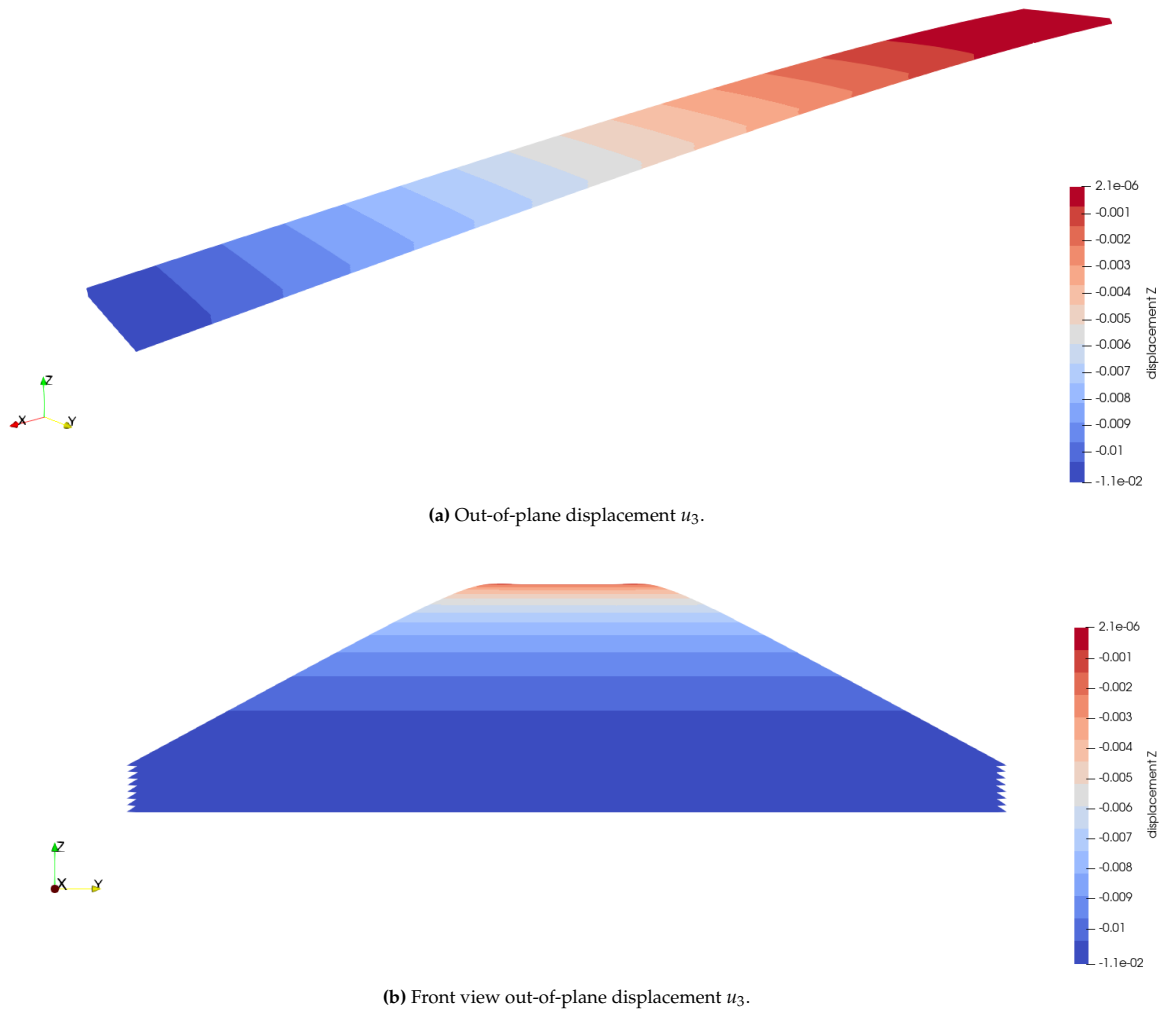 2.1e-06
-0.001
-0.002
-0.003
-0.004
-0.005
-0.006
-0.007
-0.008
-0.009
-0.01
-1.1e-02
displacement Z
Z
X
Y
(a) Out-of-plane displacement u₃.
2.1e-06
-0.001
-0.002
-0.003
-0.004
-0.005
-0.006
-0.007
-0.008
-0.009
-0.01
-1.1e-02
displacement Z
Z
X
Y
(b) Front view out-of-plane displacement u₃.